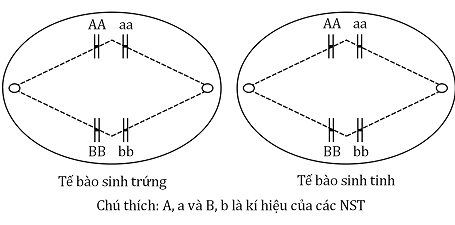 AA aa AA aa
BB bb BB bb
Tế bào sinh trứng Tế bào sinh tinh
Chú thích: A, a và B, b là kí hiệu của các NST